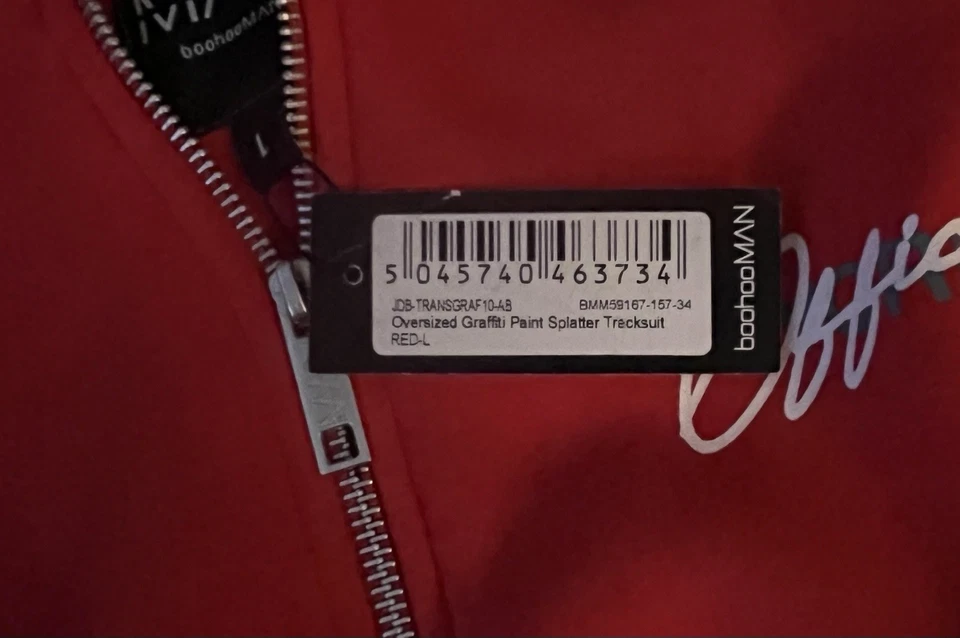 boohooMAN
L
5 045740 463734
JDB-TRANSGRAF10-AB BMM59167-157-34
Oversized Graffiti Paint Splatter Tracksuit
RED-L
boohooMAN